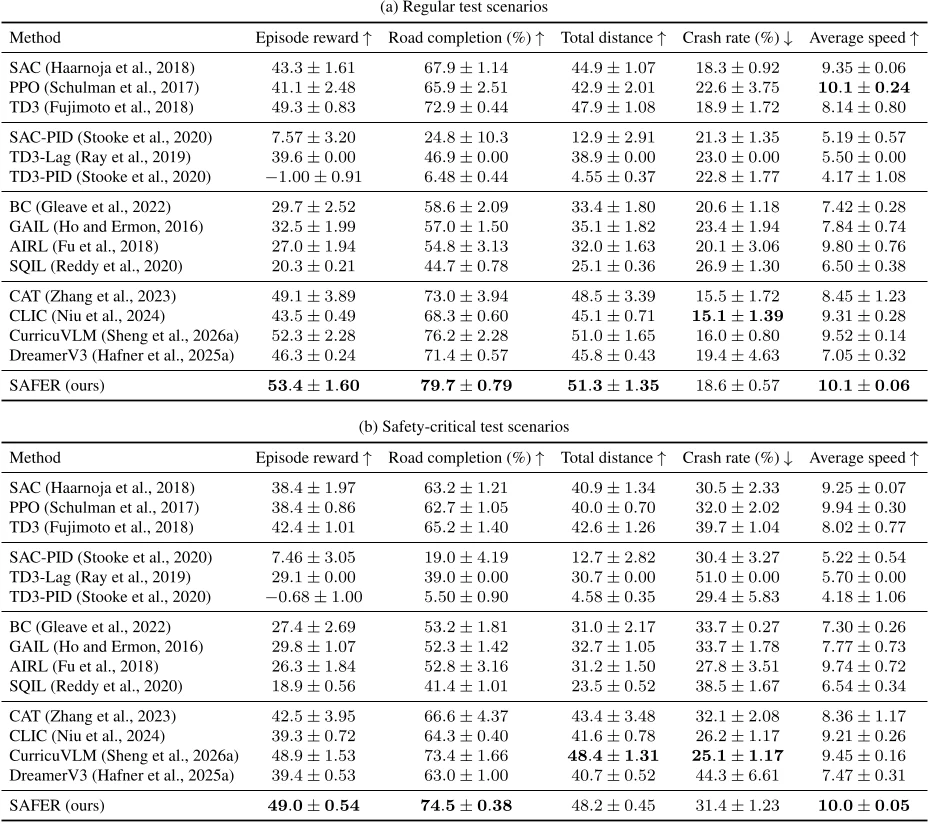 (a) Regular test scenarios
Method Episode reward ↑ Road completion (%) ↑ Total distance ↑ Crash rate (%) ↓ Average speed ↑
SAC (Haarnoja et al., 2018) 43.3 ± 1.61 67.9 ± 1.14 44.9 ± 1.07 18.3 ± 0.92 9.35 ± 0.06
PPO (Schulman et al., 2017) 41.1 ± 2.48 65.9 ± 2.51 42.9 ± 2.01 22.6 ± 3.75 10.1 ± 0.24
TD3 (Fujimoto et al., 2018) 49.3 ± 0.83 72.9 ± 0.44 47.9 ± 1.08 18.9 ± 1.72 8.14 ± 0.80
SAC-PID (Stooke et al., 2020) 7.57 ± 3.20 24.8 ± 10.3 12.9 ± 2.91 21.3 ± 1.35 5.19 ± 0.57
TD3-Lag (Ray et al., 2019) 39.6 ± 0.00 46.9 ± 0.00 38.9 ± 0.00 23.0 ± 0.00 5.50 ± 0.00
TD3-PID (Stooke et al., 2020) −1.00 ± 0.91 6.48 ± 0.44 4.55 ± 0.37 22.8 ± 1.77 4.17 ± 1.08
BC (Gleave et al., 2022) 29.7 ± 2.52 58.6 ± 2.09 33.4 ± 1.80 20.6 ± 1.18 7.42 ± 0.28
GAIL (Ho and Ermon, 2016) 32.5 ± 1.99 57.0 ± 1.50 35.1 ± 1.82 23.4 ± 1.94 7.84 ± 0.74
AIRL (Fu et al., 2018) 27.0 ± 1.94 54.8 ± 3.13 32.0 ± 1.63 20.1 ± 3.06 9.80 ± 0.76
SQIL (Reddy et al., 2020) 20.3 ± 0.21 44.7 ± 0.78 25.1 ± 0.36 26.9 ± 1.30 6.50 ± 0.38
CAT (Zhang et al., 2023) 49.1 ± 3.89 73.0 ± 3.94 48.5 ± 3.39 15.5 ± 1.72 8.45 ± 1.23
CLIC (Niu et al., 2024) 43.5 ± 0.49 68.3 ± 0.60 45.1 ± 0.71 15.1 ± 1.39 9.31 ± 0.28
CurricuVLM (Sheng et al., 2026a) 52.3 ± 2.28 76.2 ± 2.28 51.0 ± 1.65 16.0 ± 0.80 9.52 ± 0.14
DreamerV3 (Hafner et al., 2025a) 46.3 ± 0.24 71.4 ± 0.57 45.8 ± 0.43 19.4 ± 4.63 7.05 ± 0.32
SAFER (ours) 53.4 ± 1.60 79.7 ± 0.79 51.3 ± 1.35 18.6 ± 0.57 10.1 ± 0.06
(b) Safety-critical test scenarios
Method Episode reward ↑ Road completion (%) ↑ Total distance ↑ Crash rate (%) ↓ Average speed ↑
SAC (Haarnoja et al., 2018) 38.4 ± 1.97 63.2 ± 1.21 40.9 ± 1.34 30.5 ± 2.33 9.25 ± 0.07
PPO (Schulman et al., 2017) 38.4 ± 0.86 62.7 ± 1.05 40.0 ± 0.70 32.0 ± 2.02 9.94 ± 0.30
TD3 (Fujimoto et al., 2018) 42.4 ± 1.01 65.2 ± 1.40 42.6 ± 1.26 39.7 ± 1.04 8.02 ± 0.77
SAC-PID (Stooke et al., 2020) 7.46 ± 3.05 19.0 ± 4.19 12.7 ± 2.82 30.4 ± 3.27 5.22 ± 0.54
TD3-Lag (Ray et al., 2019) 29.1 ± 0.00 39.0 ± 0.00 30.7 ± 0.00 51.0 ± 0.00 5.70 ± 0.00
TD3-PID (Stooke et al., 2020) −0.68 ± 1.00 5.50 ± 0.90 4.58 ± 0.35 29.4 ± 5.83 4.18 ± 1.06
BC (Gleave et al., 2022) 27.4 ± 2.69 53.2 ± 1.81 31.0 ± 2.17 33.7 ± 0.27 7.30 ± 0.26
GAIL (Ho and Ermon, 2016) 29.8 ± 1.07 52.3 ± 1.42 32.7 ± 1.05 33.7 ± 1.78 7.77 ± 0.73
AIRL (Fu et al., 2018) 26.3 ± 1.84 52.8 ± 3.16 31.2 ± 1.50 27.8 ± 3.51 9.74 ± 0.72
SQIL (Reddy et al., 2020) 18.9 ± 0.56 41.4 ± 1.01 23.5 ± 0.52 38.5 ± 1.67 6.54 ± 0.34
CAT (Zhang et al., 2023) 42.5 ± 3.95 66.6 ± 4.37 43.4 ± 3.48 32.1 ± 2.08 8.36 ± 1.17
CLIC (Niu et al., 2024) 39.3 ± 0.72 64.3 ± 0.40 41.6 ± 0.78 26.2 ± 1.17 9.21 ± 0.26
CurricuVLM (Sheng et al., 2026a) 48.9 ± 1.53 73.4 ± 1.66 48.4 ± 1.31 25.1 ± 1.17 9.45 ± 0.16
DreamerV3 (Hafner et al., 2025a) 39.4 ± 0.53 63.0 ± 1.00 40.7 ± 0.52 44.3 ± 6.61 7.47 ± 0.31
SAFER (ours) 49.0 ± 0.54 74.5 ± 0.38 48.2 ± 0.45 31.4 ± 1.23 10.0 ± 0.05